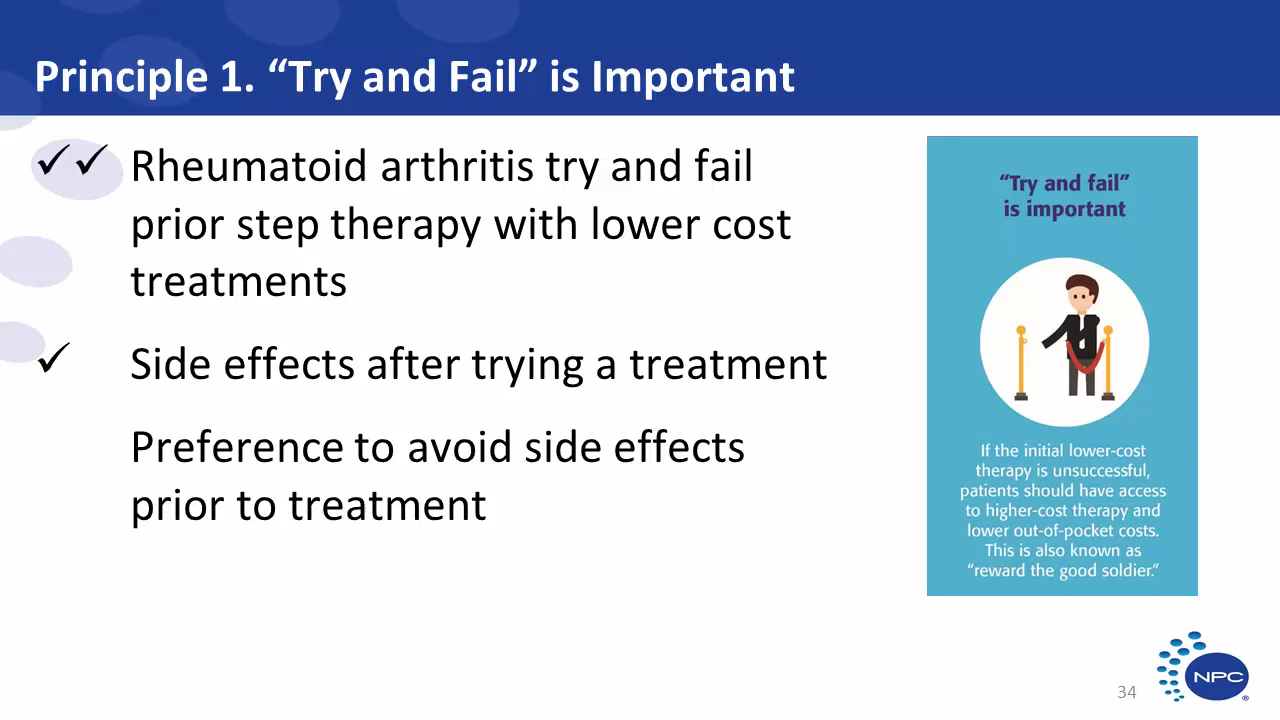 Principle 1. “Try and Fail” is Important
✓✓ Rheumatoid arthritis try and fail
prior step therapy with lower cost
treatments
✓ Side effects after trying a treatment
Preference to avoid side effects
prior to treatment
“Try and fail”
is important
If the initial lower-cost
therapy is unsuccessful,
patients should have access
to higher-cost therapy and
lower out-of-pocket costs.
This is also known as
“reward the good soldier.”
34
NPC®